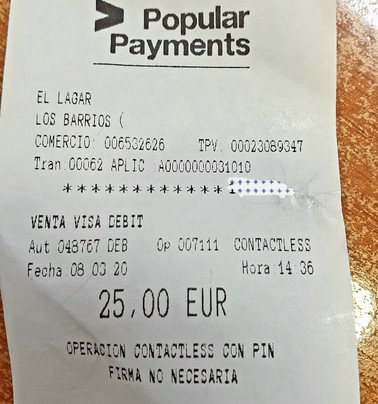 Popular
Payments
EL LAGAR
LOS BARRIOS (
COMERCIO: 006532626 TPV. 00023089347
Tran:00062 APLIC: A0000000031010
************1
VENTA VISA DEBIT
Aut 048767 DEB Op 007111 CONTACTLESS
Fecha:08 03 20 Hora:14 36
25,00 EUR
OPERACION CONTACTLESS CON PIN
FIRMA NO NECESARIA